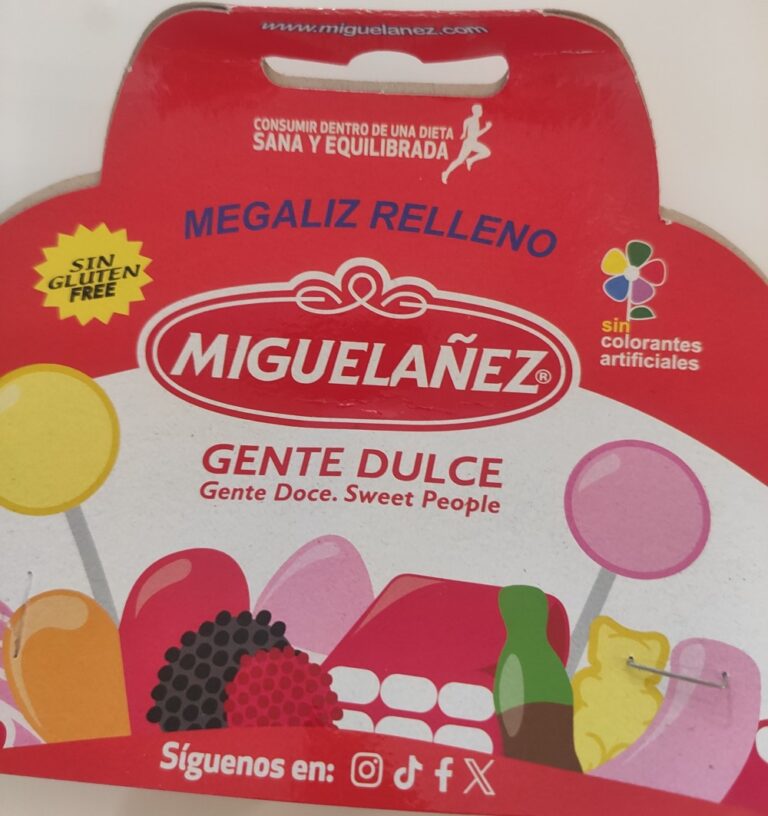 www.miguelanez.com
CONSUMIR DENTRO DE UNA DIETA
SANA Y EQUILIBRADA
MEGALIZ RELLENO
SIN
GLUTEN
FREE
sin
colorantes
artificiales
MIGUELAÑEZ®
GENTE DULCE
Gente Doce. Sweet People
Síguenos en: